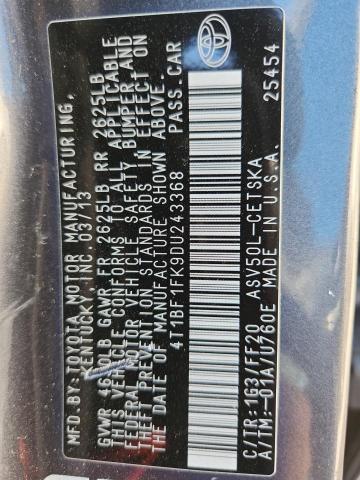 MFD.BY:TOYOTA MOTOR MANUFACTURING,
KENTUCKY,INC. 03/13
GVWR 4640LB GAWR FR 2625LB RR 2625LB
THIS VEHICLE CONFORMS TO ALL APPLICABLE
FEDERAL MOTOR VEHICLE SAFETY, BUMPER,AND
THEFT PREVENTION STANDARDS IN EFFECT ON
THE DATE OF MANUFACTURE SHOWN ABOVE.
4T1BF1FK9DU243368 PASS.CAR
C/TR:1G3/FF20 ASV50L-CETSKA
A/TM:-01A/U760E MADE IN U.S.A.
25454